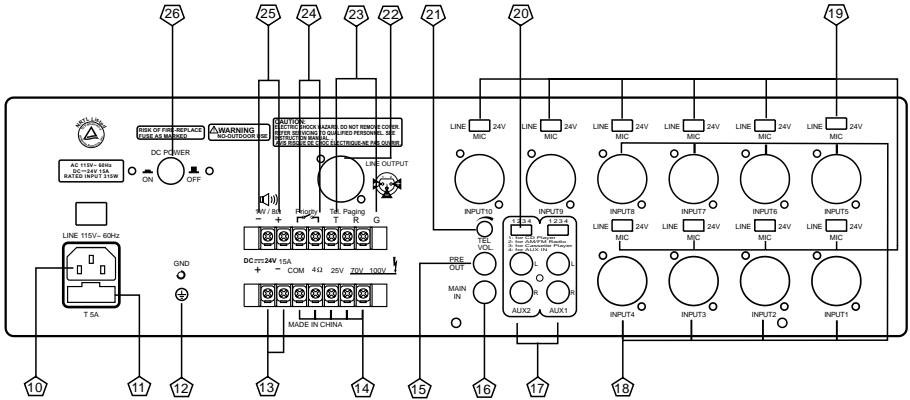 26
25
24
23
22
21
20
19
NRTL Listed
RISK OF FIRE-REPLACE
FUSE AS MARKED
WARNING
NO-OUTDOOR USE
CAUTION:
ELECTRIC SHOCK HAZARD. DO NOT REMOVE COVER.
REFER SERVICING TO QUALIFIED PERSONNEL. SEE
INSTRUCTION MANUAL.
AVIS RISQUE DE CHOC ÉLECTRIQUE-NE PAS OUVRIR.
DC POWER
ON
OFF
AC 115V~ 60Hz
DC⎓24V 15A
RATED INPUT 315W
LINE OUTPUT
1W / 8Ω
Priority
Tel. Paging
− + T R G
LINE 24V
MIC
LINE 24V
MIC
LINE 24V
MIC
LINE 24V
MIC
LINE 24V
MIC
LINE 24V
MIC
INPUT10
INPUT9
INPUT8
INPUT7
INPUT6
INPUT5
LINE 24V
MIC
LINE 24V
MIC
LINE 24V
MIC
LINE 24V
MIC
LINE 115V~ 60Hz
GND
DC⎓24V 15A
+ − COM 4Ω 25V 70V 100V
MADE IN CHINA
TEL
VOL.
PRE
OUT
MAIN
IN
1 2 3 4
1 2 3 4
1: for CD Player
2: for AM/FM Radio
3: for Cassette Player
4: for AUX IN
L
L
R
R
AUX2
AUX1
INPUT4
INPUT3
INPUT2
INPUT1
T 5A
10
11
12
13
14
15
16
17
18